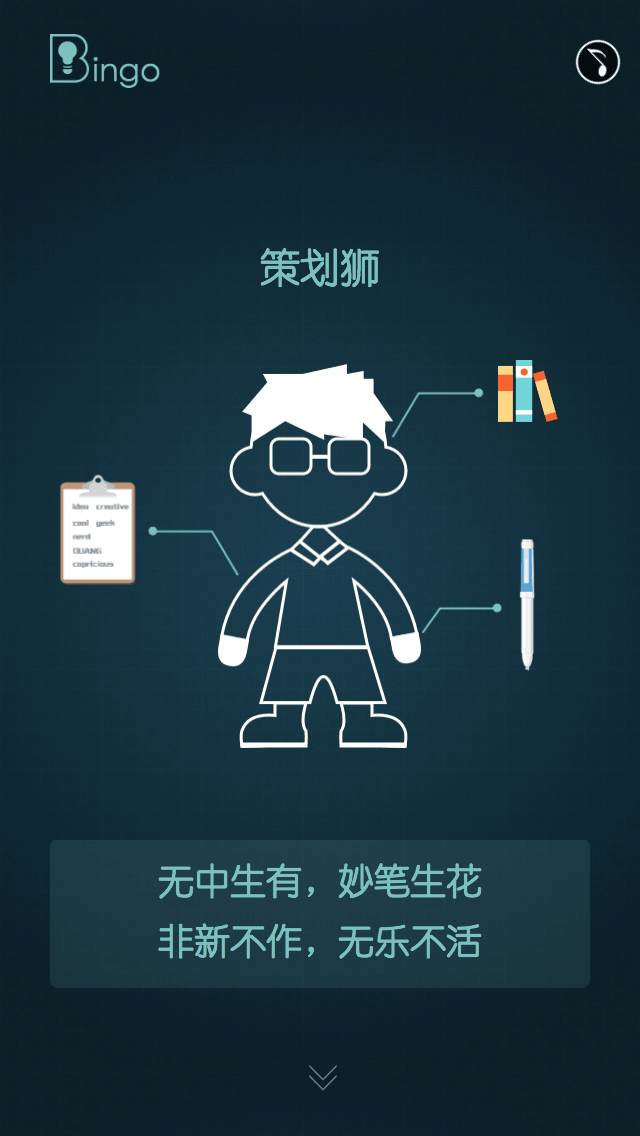 Bingo
策划狮
idea creative
cool geek
nerd
QUANG
capricious
无中生有，妙笔生花
非新不作，无乐不活